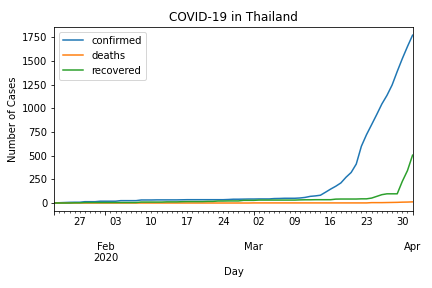 COVID-19 in Thailand
confirmed
deaths
recovered
Number of Cases
1750
1500
1250
1000
750
500
250
0
27 03 10 17 24 02 09 16 23 30
Feb Mar Apr
2020
Day